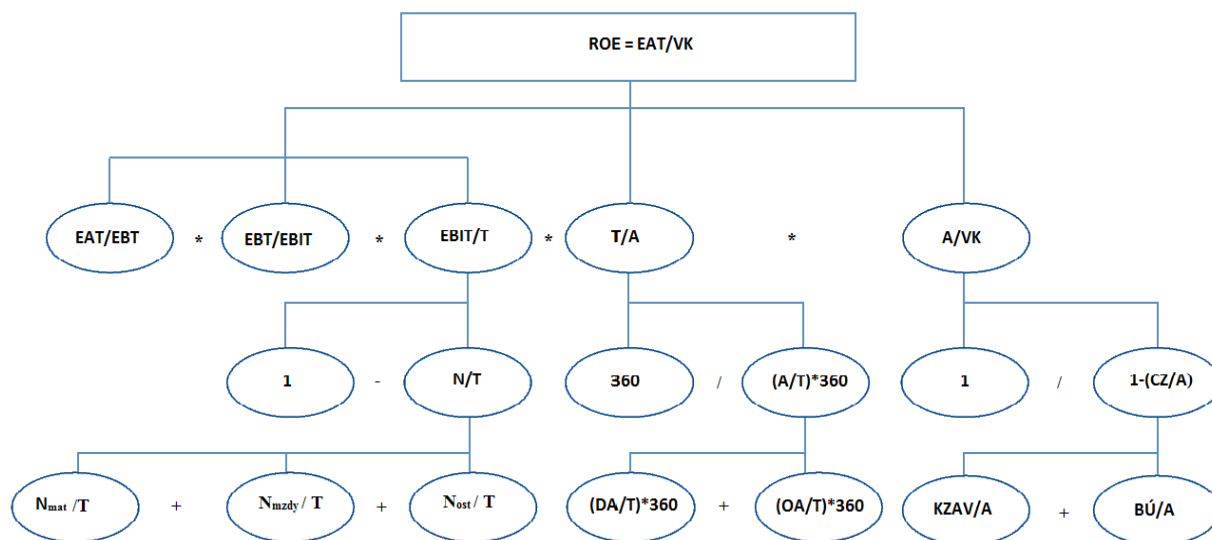 ROE = EAT/VK
EAT/EBT * EBT/EBIT * EBIT/T * T/A * A/VK
1 - N/T 360 / (A/T)*360 1 / 1-(CZ/A)
Nmat /T + Nmzdy / T + Nost / T (DA/T)*360 + (OA/T)*360 KZAV/A + BÚ/A